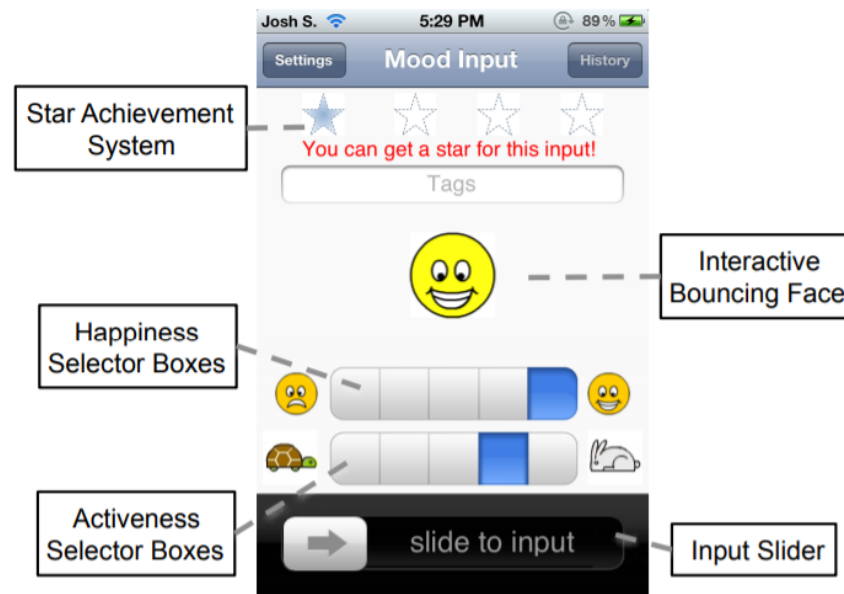 Josh S. 5:29 PM 89%
Settings Mood Input History
Star Achievement
System
You can get a star for this input!
Tags
Interactive
Bouncing Face
Happiness
Selector Boxes
Activeness
Selector Boxes
slide to input
Input Slider